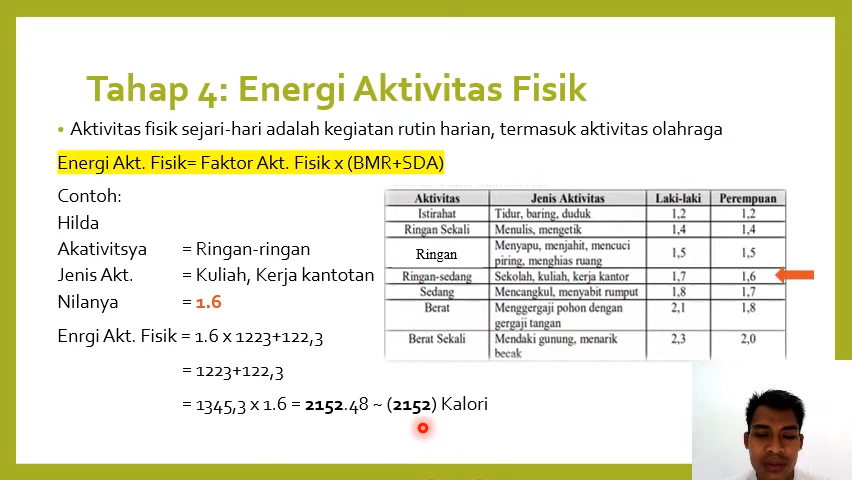 Tahap 4: Energi Aktivitas Fisik
• Aktivitas fisik sejari-hari adalah kegiatan rutin harian, termasuk aktivitas olahraga
Energi Akt. Fisik= Faktor Akt. Fisik x (BMR+SDA)
Contoh:
Hilda
Akativitsya = Ringan-ringan
Jenis Akt. = Kuliah, Kerja kantotan
Nilanya = 1.6
Enrgi Akt. Fisik = 1.6 x 1223+122,3
= 1223+122,3
= 1345,3 x 1.6 = 2152.48 ~ (2152) Kalori
Aktivitas Jenis Aktivitas Laki-laki Perempuan
Istirahat Tidur, baring, duduk 1,2 1,2
Ringan Sekali Menulis, mengetik 1,4 1,4
Ringan Menyapu, menjahit, mencuci 1,5 1,5
piring, menghias ruang
Ringan-sedang Sekolah, kuliah, kerja kantor 1,7 1,6
Sedang Mencangkul, menyabit rumput 1,8 1,7
Berat Menggergaji pohon dengan 2,1 1,8
gergaji tangan
Berat Sekali Mendaki gunung, menarik 2,3 2,0
becak